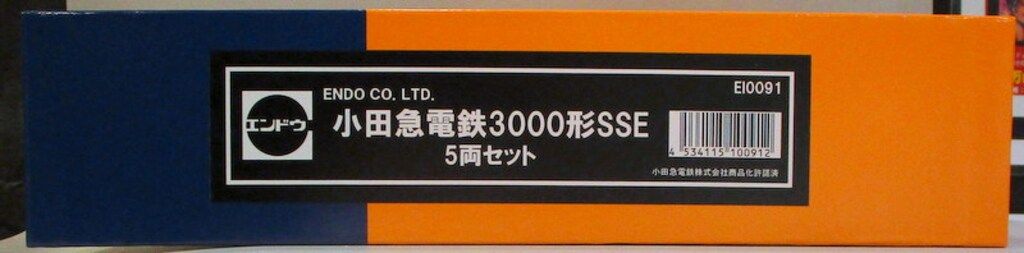 ENDO CO. LTD.
EI0091
エンドウ
小田急電鉄3000形SSE
5両セット
4 534115 100912
小田急電鉄株式会社商品化許諾済